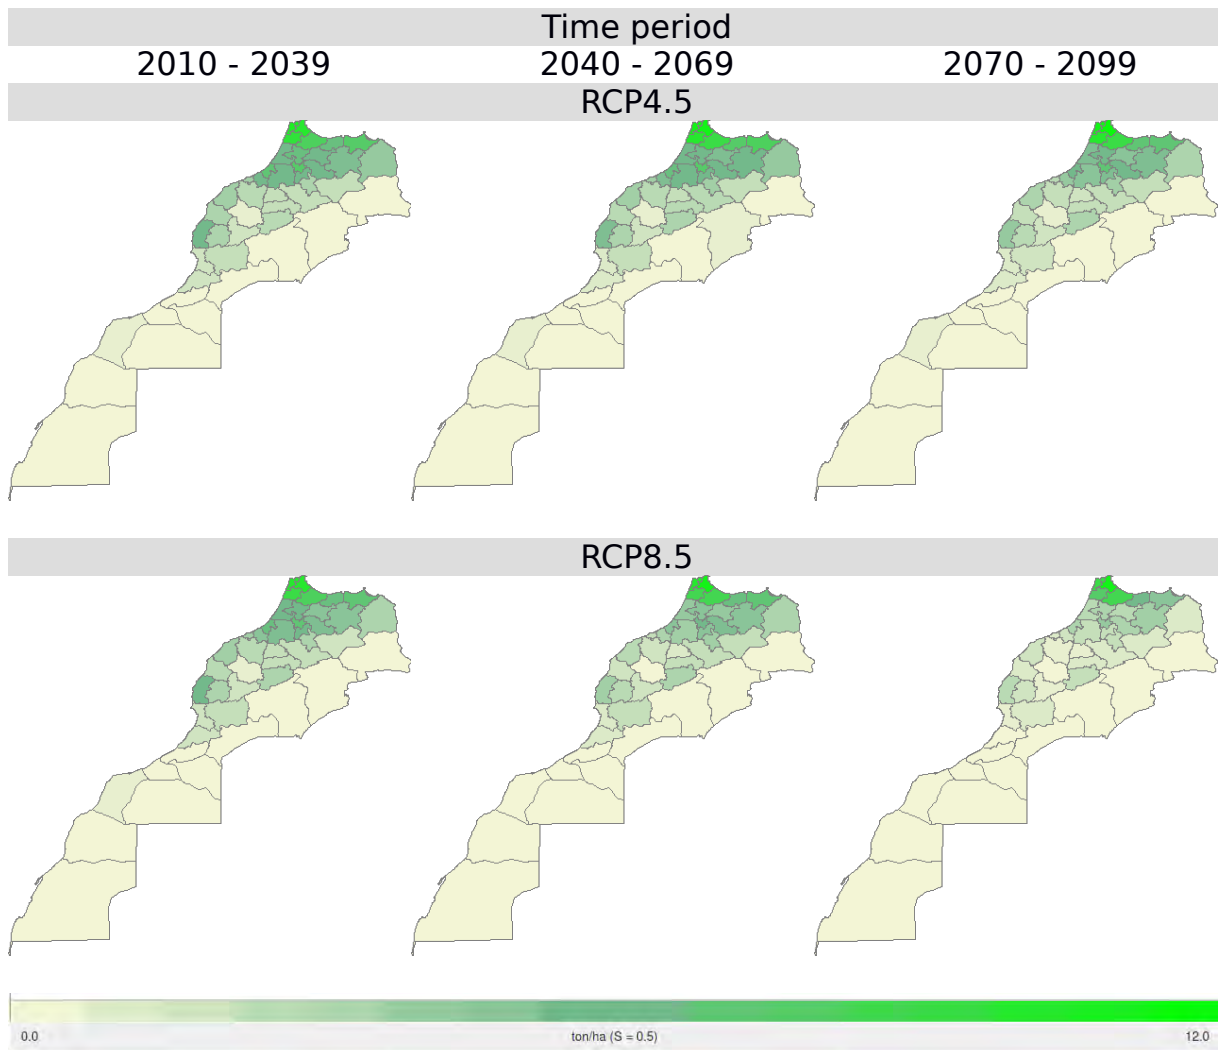 Time period
2010 - 2039 2040 - 2069 2070 - 2099
RCP4.5
RCP8.5
0.0 ton/ha (S = 0.5) 12.0